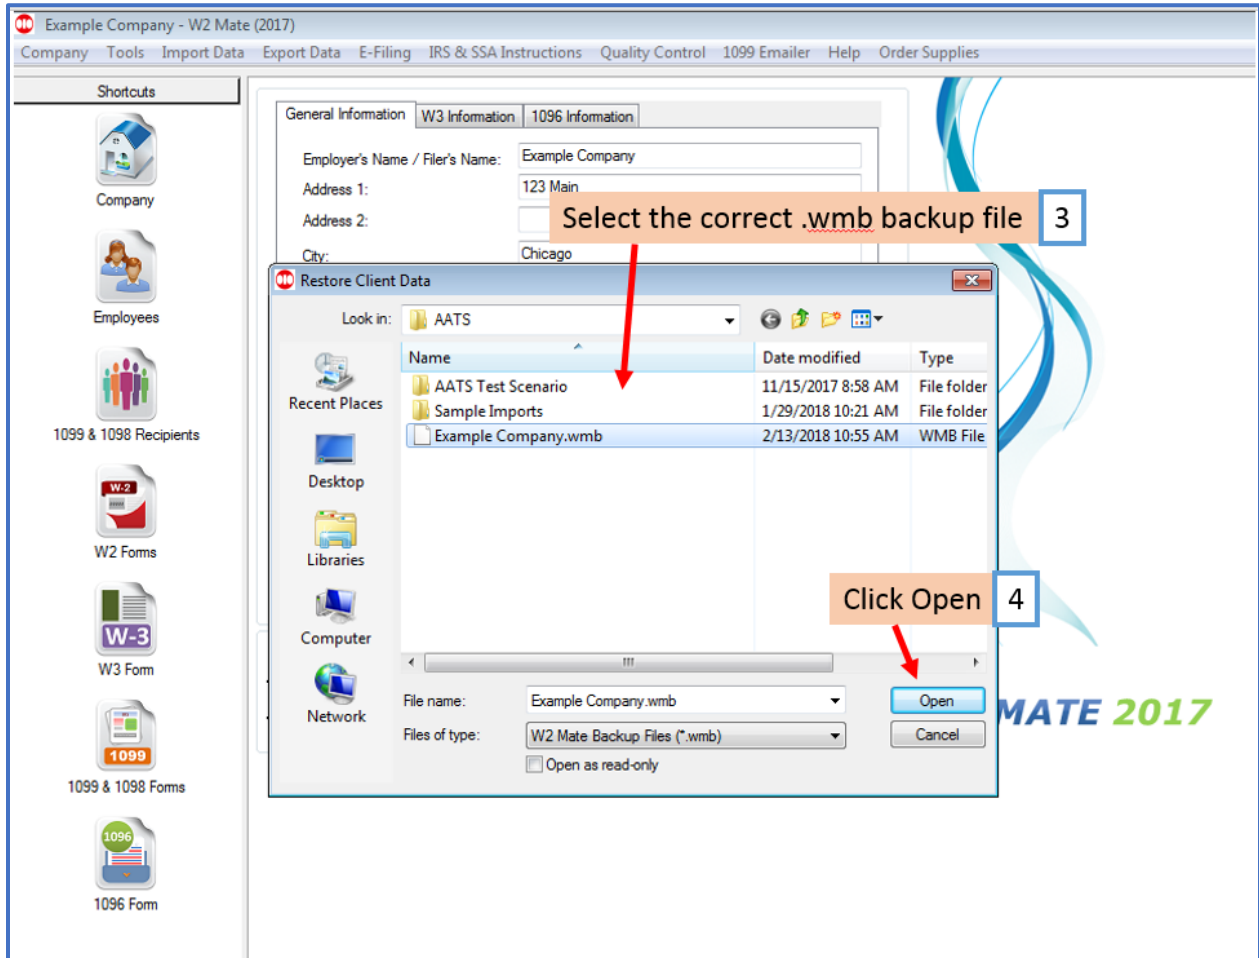 Example Company - W2 Mate (2017)
Company Tools Import Data Export Data E-Filing IRS & SSA Instructions Quality Control 1099 Emailer Help Order Supplies
Shortcuts
Company
Employees
1099 & 1098 Recipients
W-2
W2 Forms
W-3
W3 Form
1099
1099 & 1098 Forms
1096
1096 Form
General Information W3 Information 1096 Information
Employer's Name / Filer's Name: Example Company
Address 1: 123 Main
Address 2:
City: Chicago
Select the correct .wmb backup file 3
Restore Client Data
Look in: AATS
Recent Places
Desktop
Libraries
Computer
Network
Name Date modified Type
AATS Test Scenario 11/15/2017 8:58 AM File folder
Sample Imports 1/29/2018 10:21 AM File folder
Example Company.wmb 2/13/2018 10:55 AM WMB File
Click Open 4
File name: Example Company.wmb Open
Files of type: W2 Mate Backup Files (*.wmb) Cancel
Open as read-only
MATE 2017